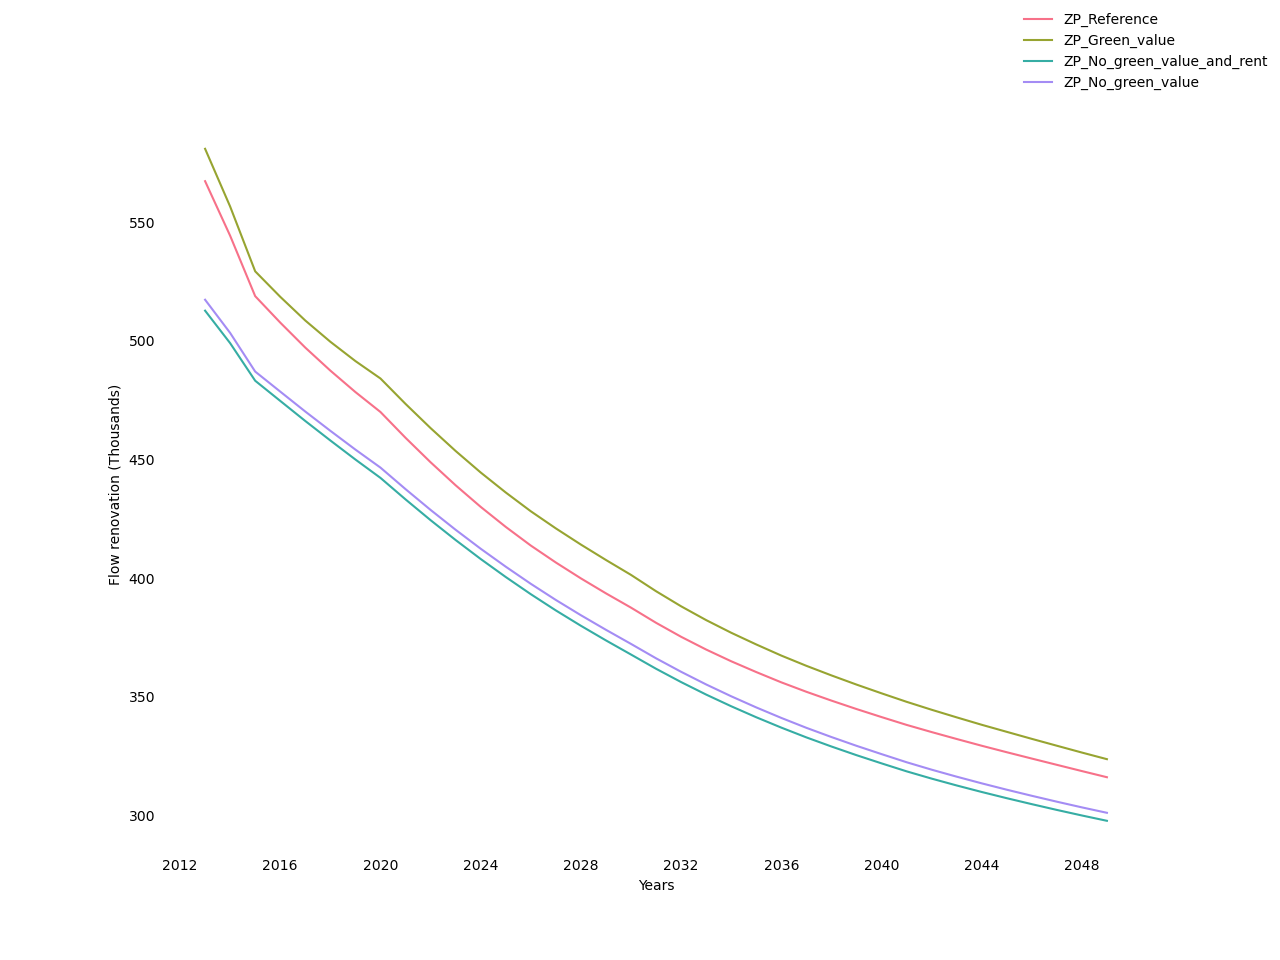 ZP_Reference
ZP_Green_value
ZP_No_green_value_and_rent
ZP_No_green_value
550
500
450
400
350
300
Flow renovation (Thousands)
2012 2016 2020 2024 2028 2032 2036 2040 2044 2048
Years